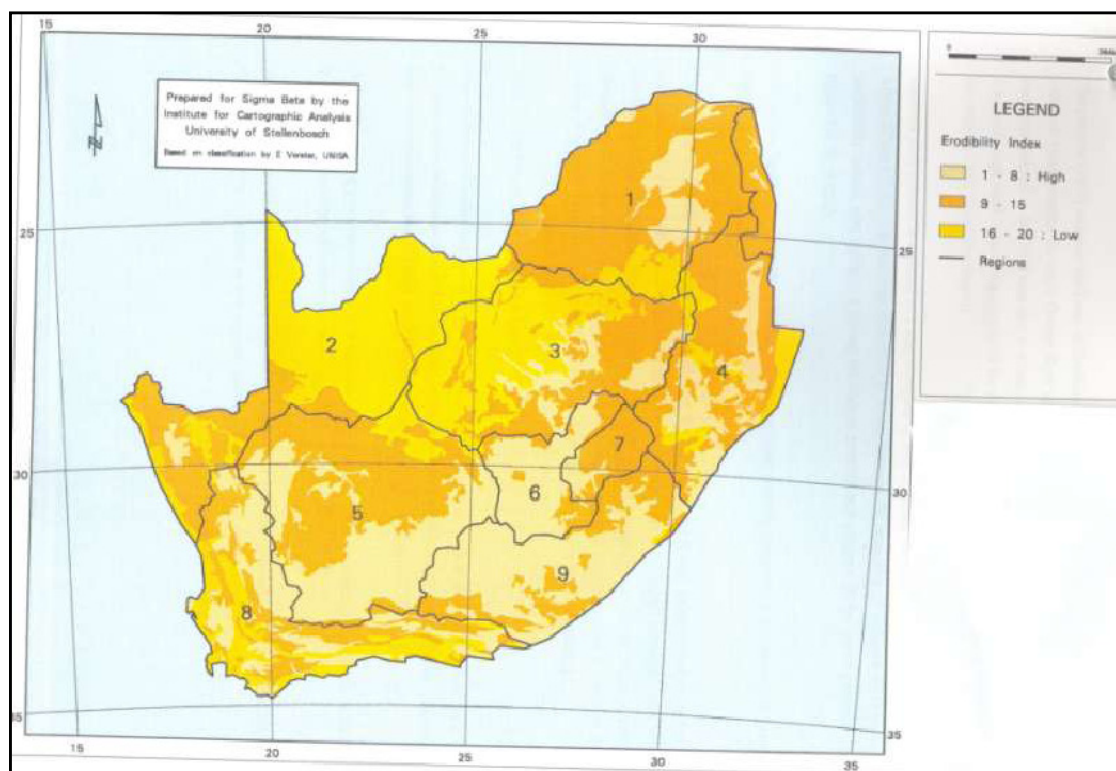 15
20
25
30
Prepared for Sigma Beta by the
Institute for Cartographic Analysis
University of Stellenbosch
Based on classification by E Verster, UNISA
N
0
LEGEND
Erodibility Index
1 - 8 : High
9 - 15
16 - 20 : Low
Regions
1
25
25
2
3
4
7
30
6
30
5
9
8
35
35
15
20
25
30
35